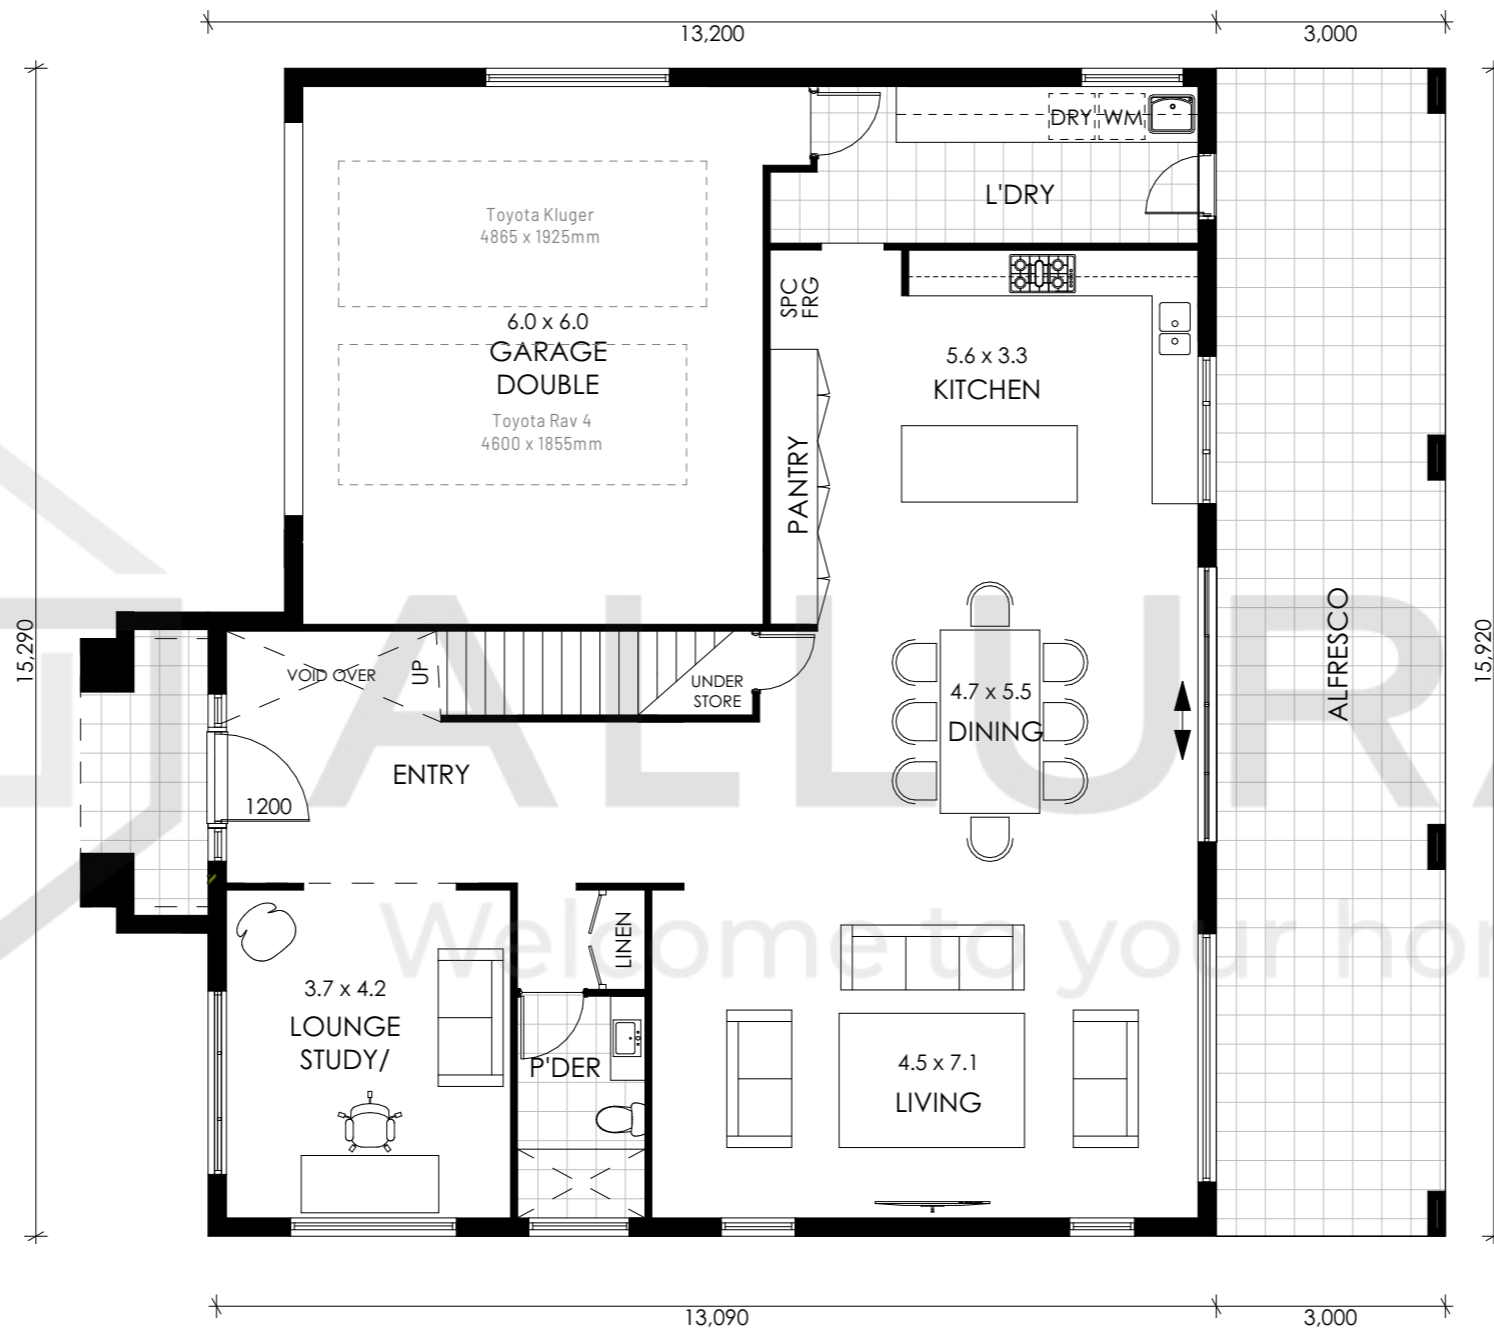 13,200
3,000
DRY
WM
L'DRY
Toyota Kluger
4865 x 1925mm
SPC
FRG
6.0 x 6.0
GARAGE
DOUBLE
5.6 x 3.3
KITCHEN
Toyota Rav 4
4600 x 1855mm
PANTRY
15,290
15,920
ALFRESCO
VOID OVER
UP
UNDER
STORE
4.7 x 5.5
DINING
ENTRY
1200
ALLURA
Welcome to your hom
LINEN
3.7 x 4.2
LOUNGE
STUDY/
P'DER
4.5 x 7.1
LIVING
13,090
3,000